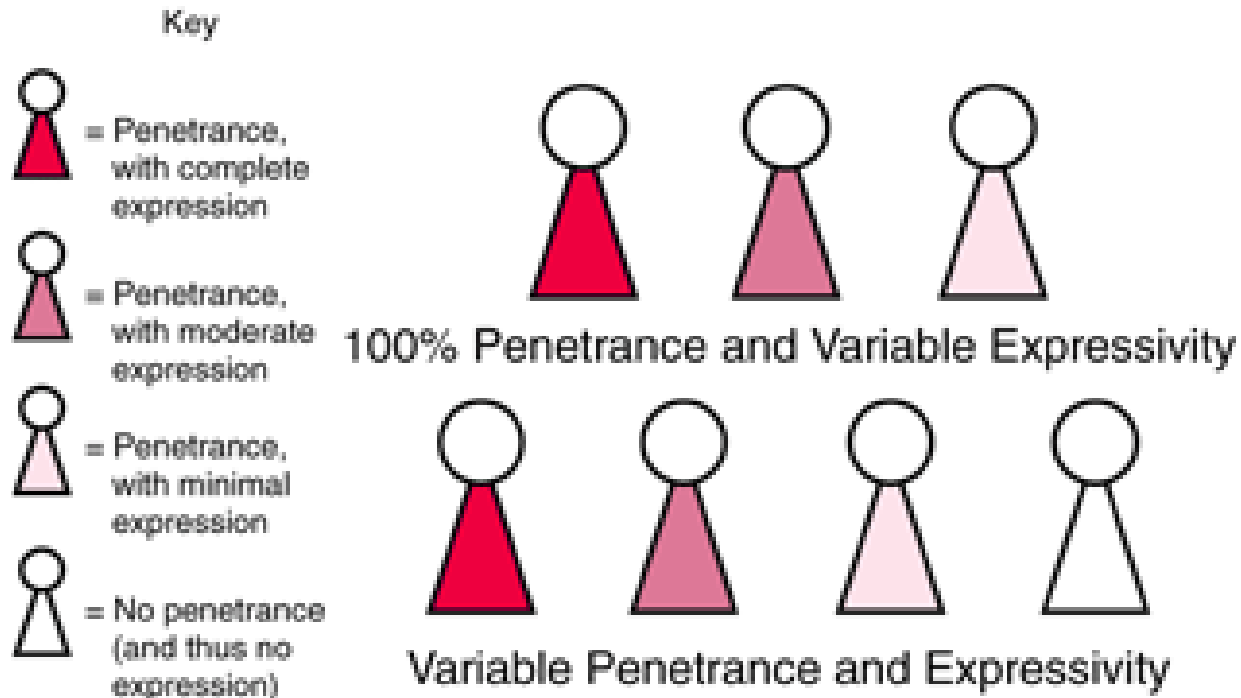 Key
= Penetrance,
with complete
expression
= Penetrance,
with moderate
expression
= Penetrance,
with minimal
expression
= No penetrance
(and thus no
expression)
100% Penetrance and Variable Expressivity
Variable Penetrance and Expressivity